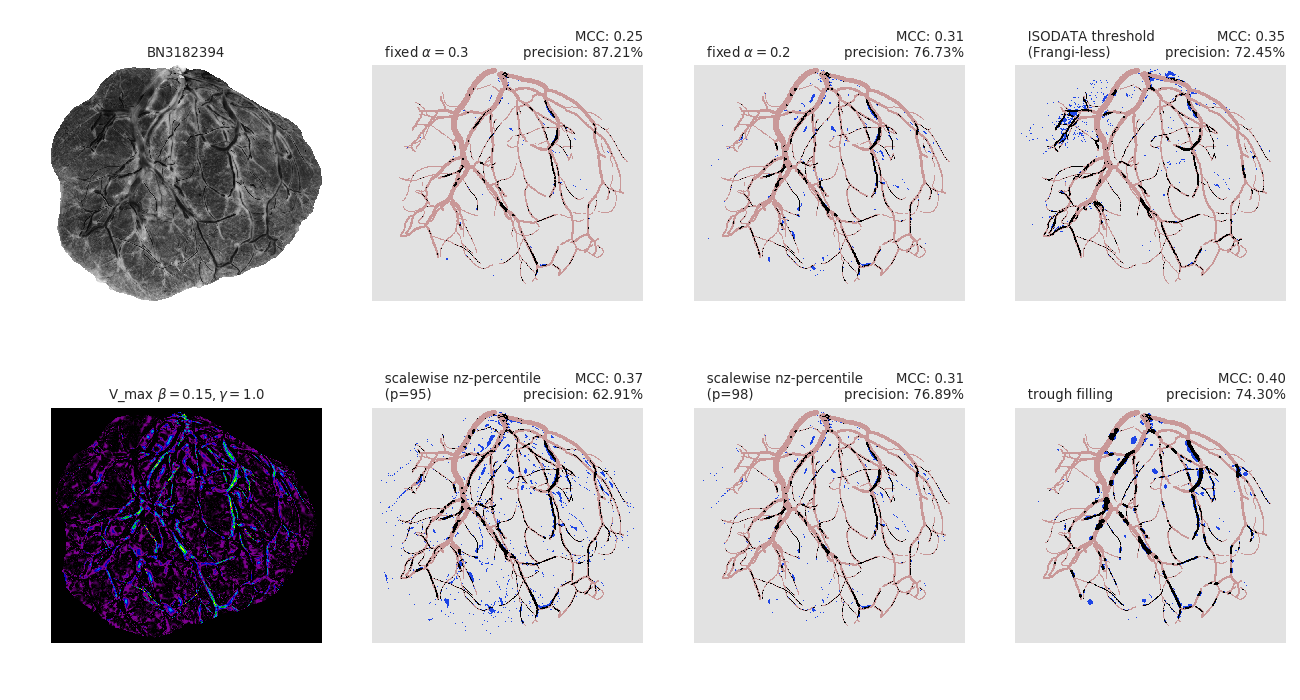 BN3182394
fixed α = 0.3
MCC: 0.25
precision: 87.21%
fixed α = 0.2
MCC: 0.31
precision: 76.73%
ISODATA threshold
(Frangi-less)
MCC: 0.35
precision: 72.45%
V_max β = 0.15, γ = 1.0
scalewise nz-percentile
(p=95)
MCC: 0.37
precision: 62.91%
scalewise nz-percentile
(p=98)
MCC: 0.31
precision: 76.89%
trough filling
MCC: 0.40
precision: 74.30%